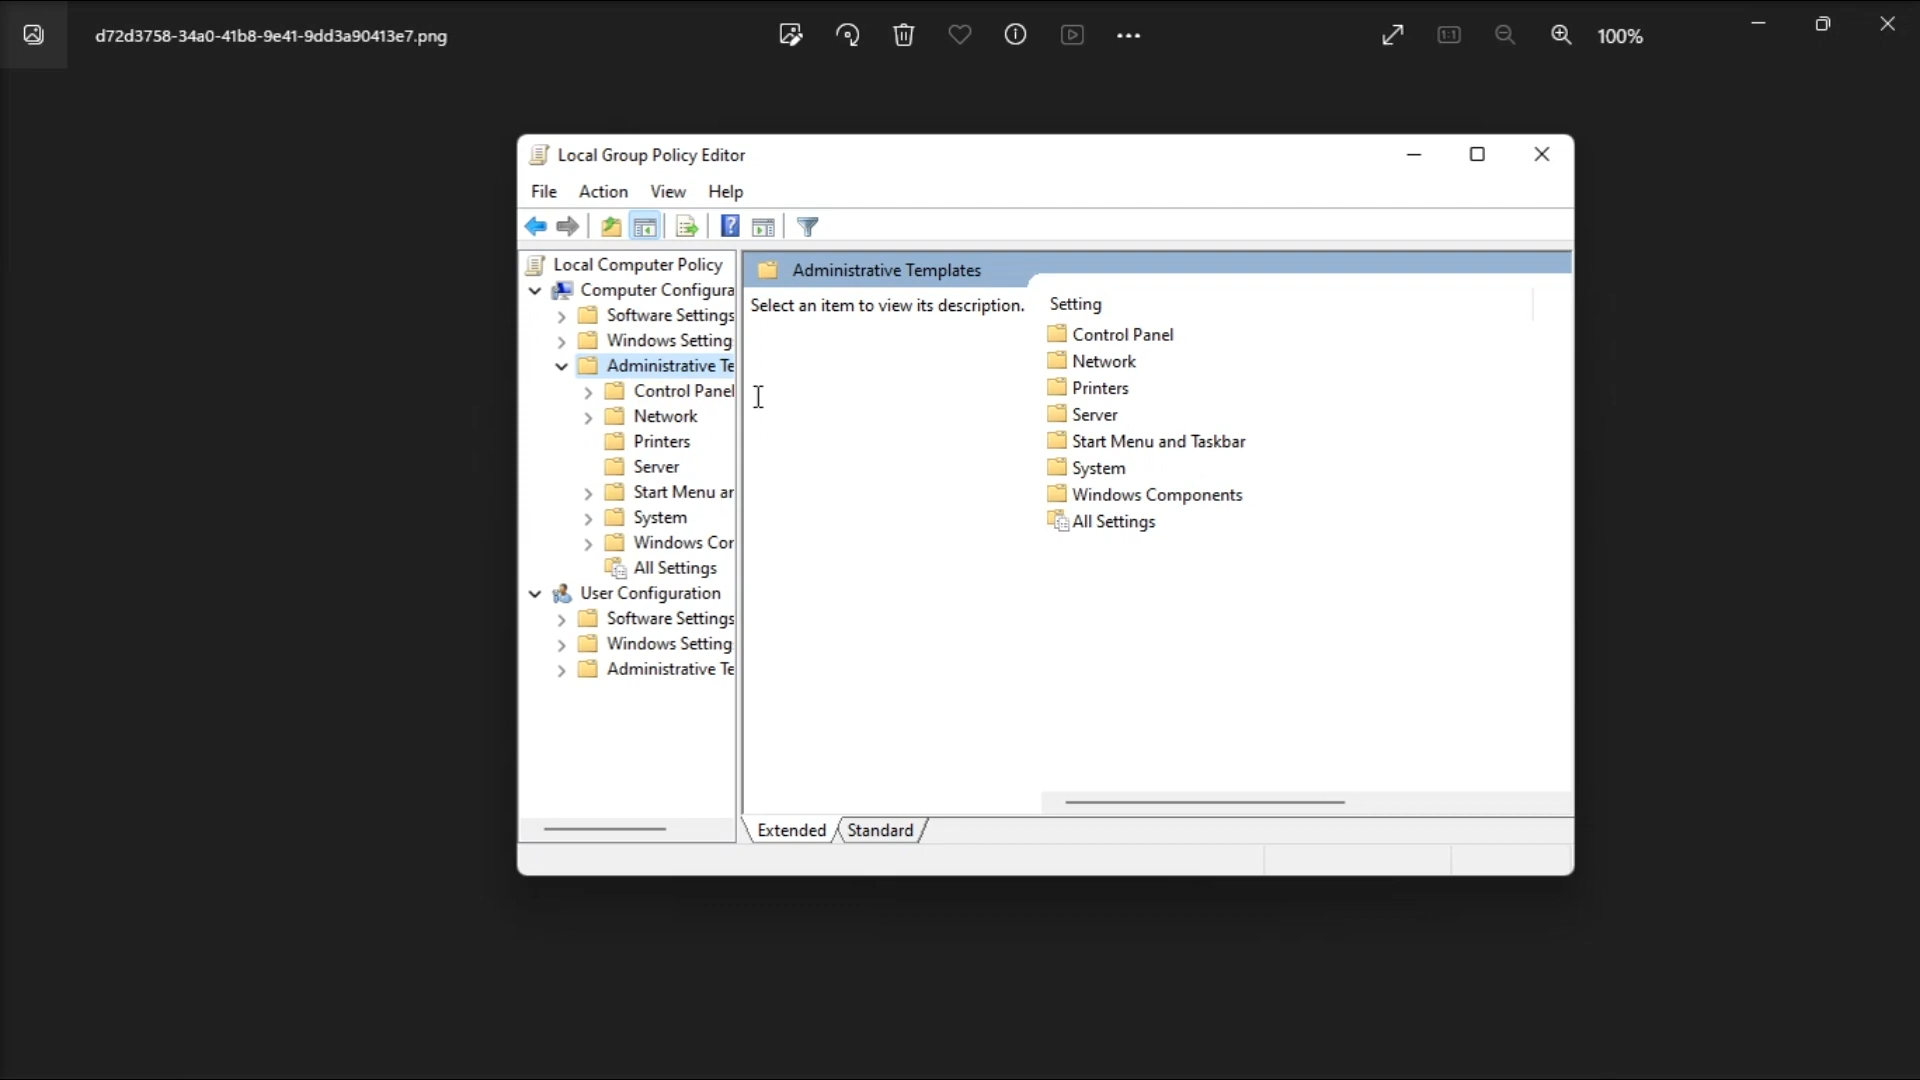 d72d3758-34a0-41b8-9e41-9dd3a90413e7.png
1:1
100%
Local Group Policy Editor
File Action View Help
Local Computer Policy
Computer Configura
Software Settings
Windows Setting
Administrative Te
Control Panel
Network
Printers
Server
Start Menu ar
System
Windows Cor
All Settings
User Configuration
Software Settings
Windows Setting
Administrative Te
Administrative Templates
Select an item to view its description.
Setting
Control Panel
Network
Printers
Server
Start Menu and Taskbar
System
Windows Components
All Settings
Extended Standard